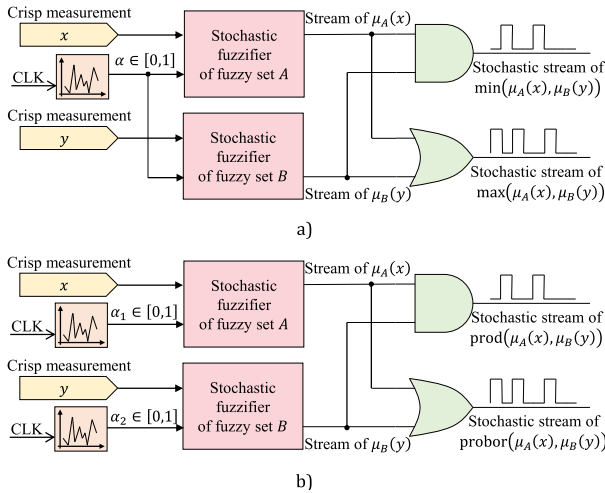 Crisp measurement
x
CLK
α ∈ [0,1]
Stochastic
fuzzifier
of fuzzy set A
Stream of μ_A(x)
Stochastic stream of
min(μ_A(x), μ_B(y))
Crisp measurement
y
Stochastic
fuzzifier
of fuzzy set B
Stream of μ_B(y)
Stochastic stream of
max(μ_A(x), μ_B(y))
a)
Crisp measurement
x
CLK
α₁ ∈ [0,1]
Stochastic
fuzzifier
of fuzzy set A
Stream of μ_A(x)
Stochastic stream of
prod(μ_A(x), μ_B(y))
Crisp measurement
y
CLK
α₂ ∈ [0,1]
Stochastic
fuzzifier
of fuzzy set B
Stream of μ_B(y)
Stochastic stream of
probor(μ_A(x), μ_B(y))
b)